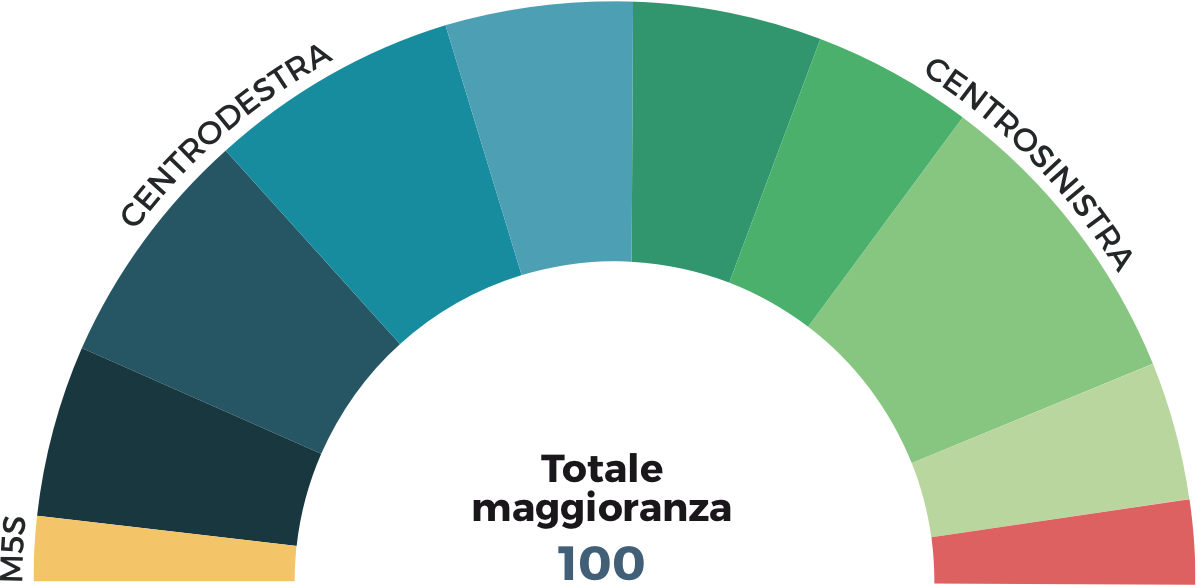 CENTRODESTRA
CENTROSINISTRA
M5S
Totale
maggioranza
100